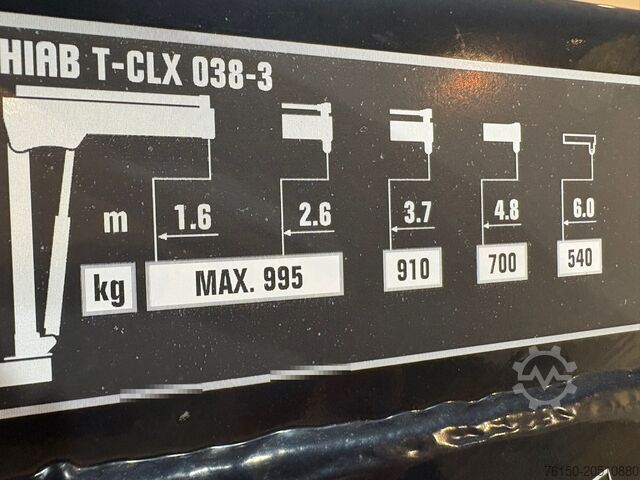 HIAB T-CLX 038-3
m 1.6 2.6 3.7 4.8 6.0
kg MAX. 995 910 700 540
76150-20510880